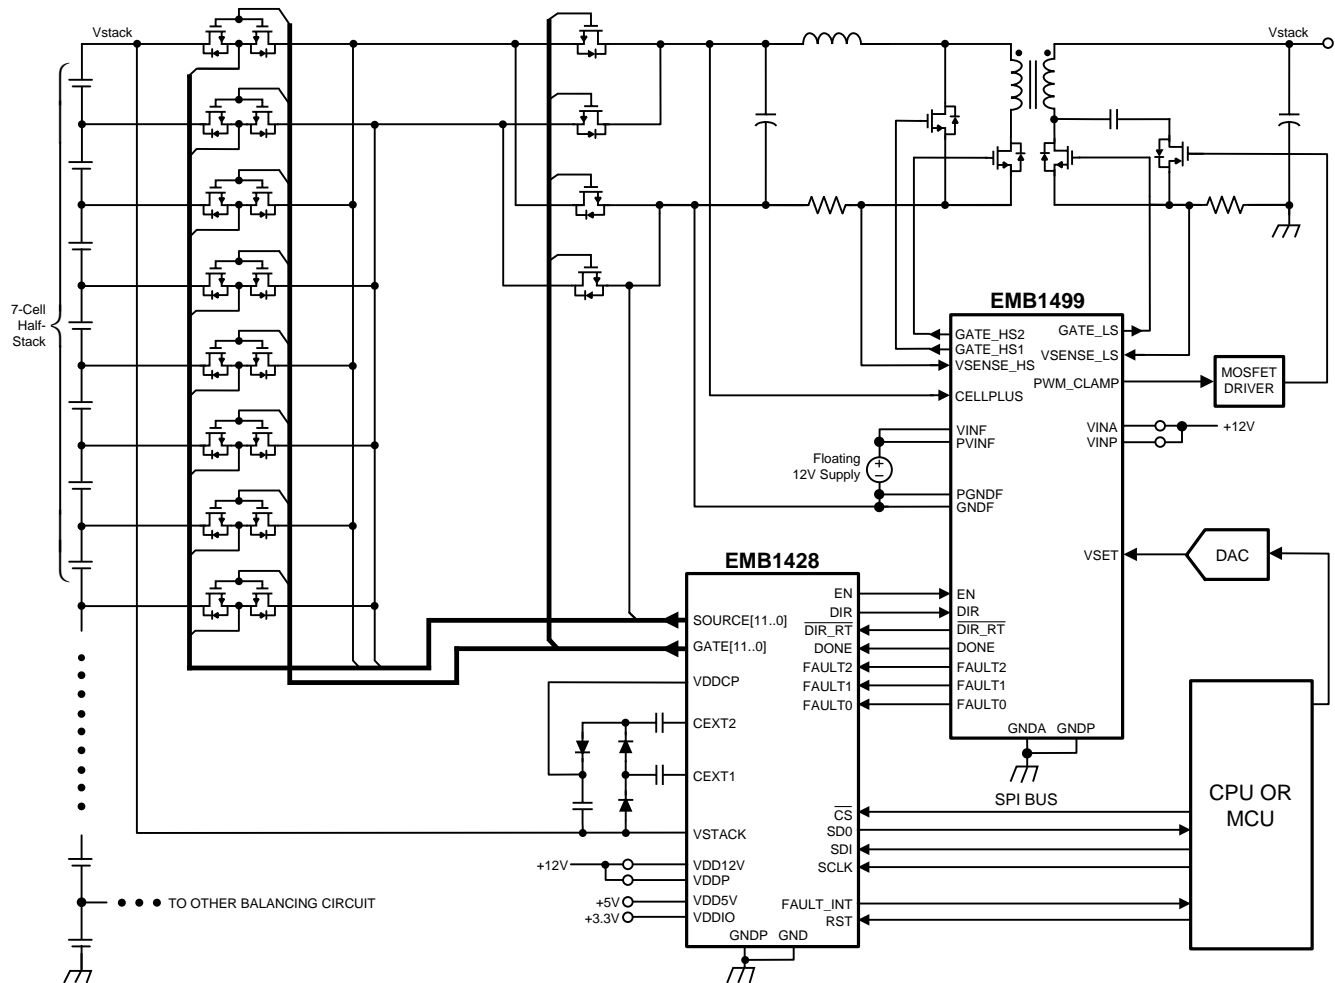 Vstack
Vstack
7-Cell
Half-
Stack
EMB1499
GATE_HS2
GATE_HS1
VSENSE_HS
CELLPLUS
VINF
PVINF
PGNDF
GNDF
EN
DIR
DIR_RT
DONE
FAULT2
FAULT1
FAULT0
GATE_LS
VSENSE_LS
PWM_CLAMP
VINA
VINP
VSET
GNDA GNDP
MOSFET
DRIVER
+12V
Floating
12V Supply
+
−
DAC
EMB1428
SOURCE[11..0]
GATE[11..0]
VDDCP
CEXT2
CEXT1
VSTACK
VDD12V
VDDP
VDD5V
VDDIO
GNDP GND
EN
DIR
DIR_RT
DONE
FAULT2
FAULT1
FAULT0
CS
SD0
SDI
SCLK
FAULT_INT
RST
+12V
+5V
+3.3V
SPI BUS
CPU OR
MCU
TO OTHER BALANCING CIRCUIT